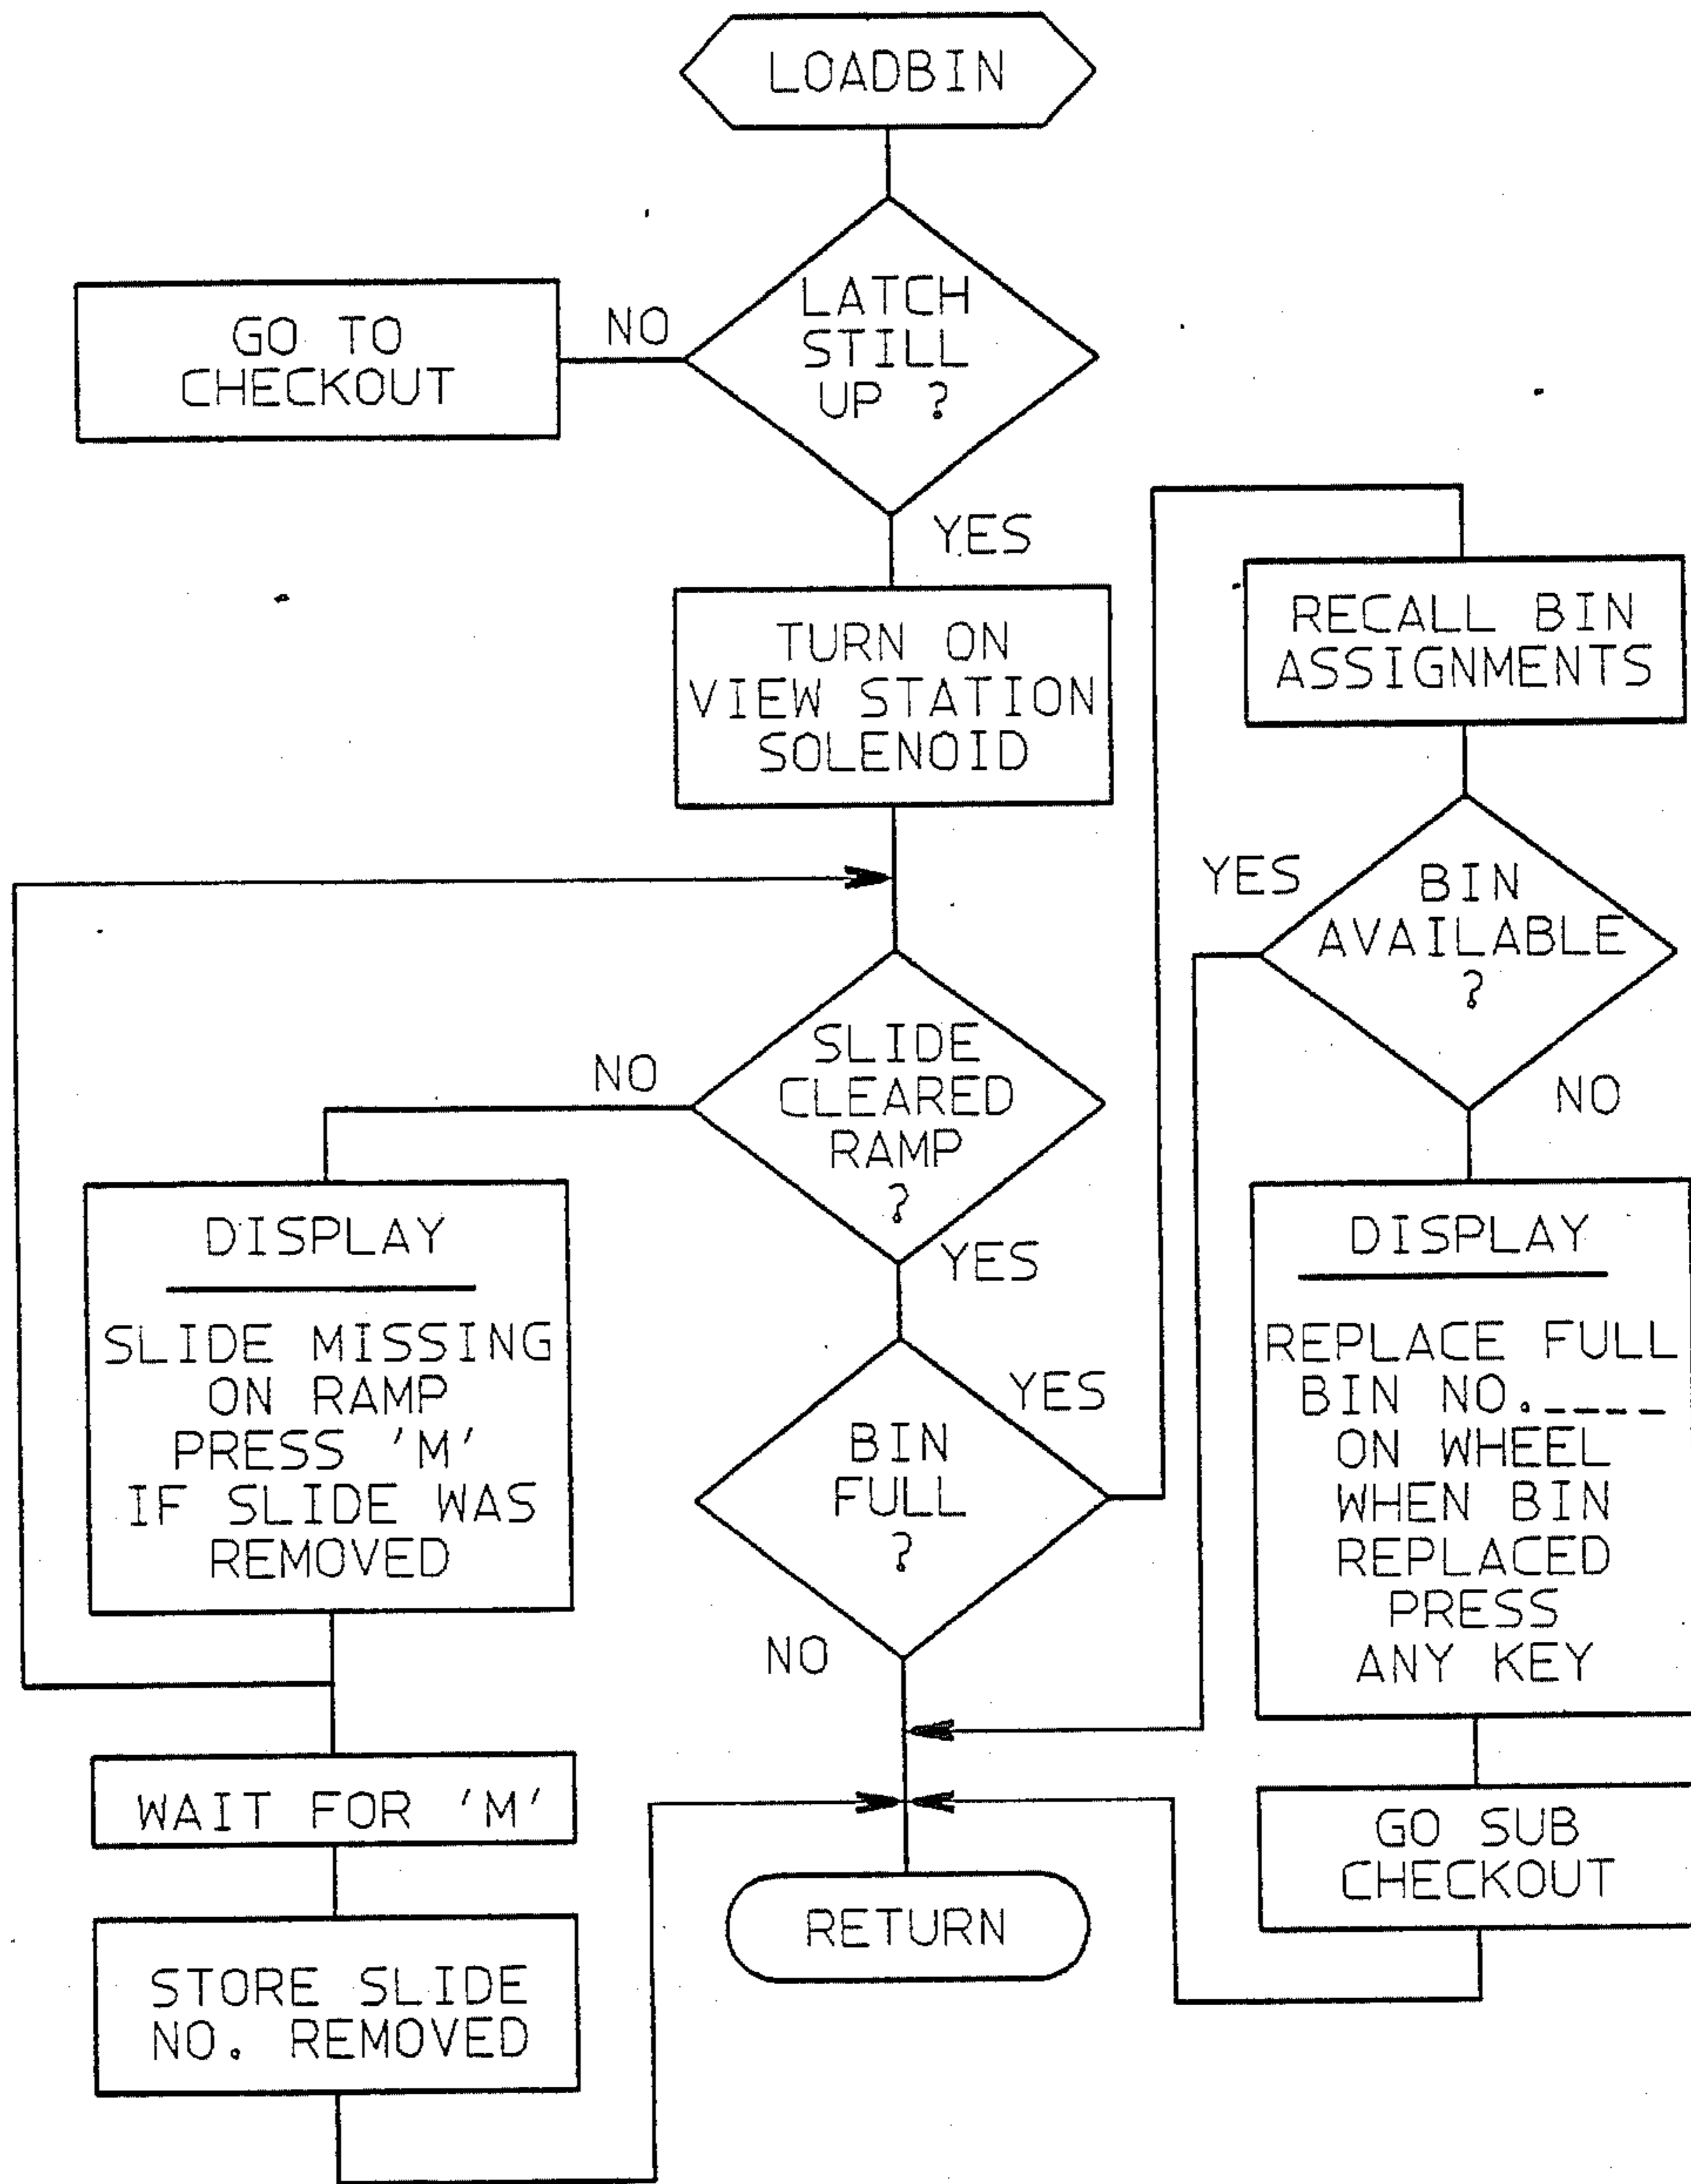 LOADBIN
LATCH
STILL
UP ?
NO
GO TO
CHECKOUT
YES
TURN ON
VIEW STATION
SOLENOID
SLIDE
CLEARED
RAMP
?
NO
DISPLAY
SLIDE MISSING
ON RAMP
PRESS 'M'
IF SLIDE WAS
REMOVED
WAIT FOR 'M'
STORE SLIDE
NO. REMOVED
YES
BIN
FULL
?
YES
NO
RETURN
RECALL BIN
ASSIGNMENTS
BIN
AVAILABLE
?
YES
NO
DISPLAY
REPLACE FULL
BIN NO.____
ON WHEEL
WHEN BIN
REPLACED
PRESS
ANY KEY
GO SUB
CHECKOUT